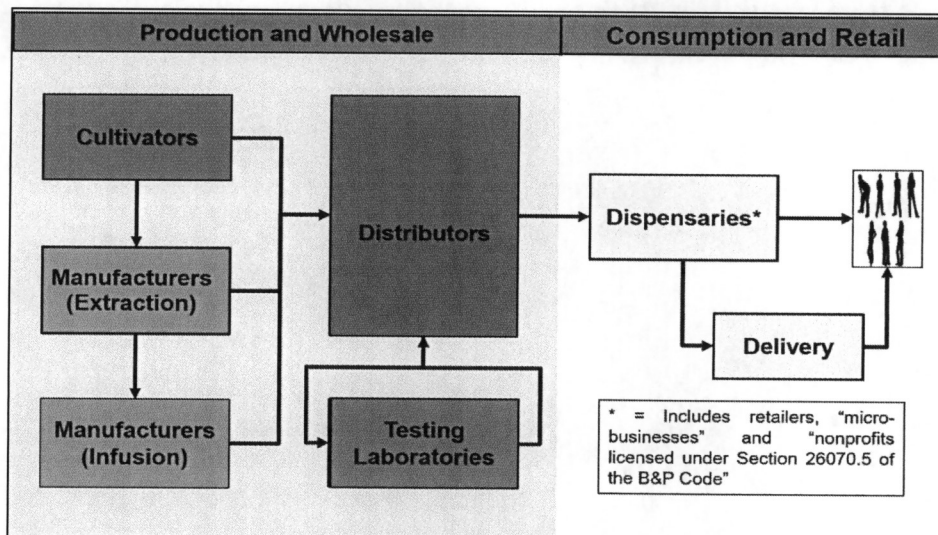 Production and Wholesale
Consumption and Retail
Cultivators
Manufacturers
(Extraction)
Manufacturers
(Infusion)
Distributors
Testing
Laboratories
Dispensaries*
Delivery
* = Includes retailers, “micro-
businesses” and “nonprofits
licensed under Section 26070.5 of
the B&P Code”